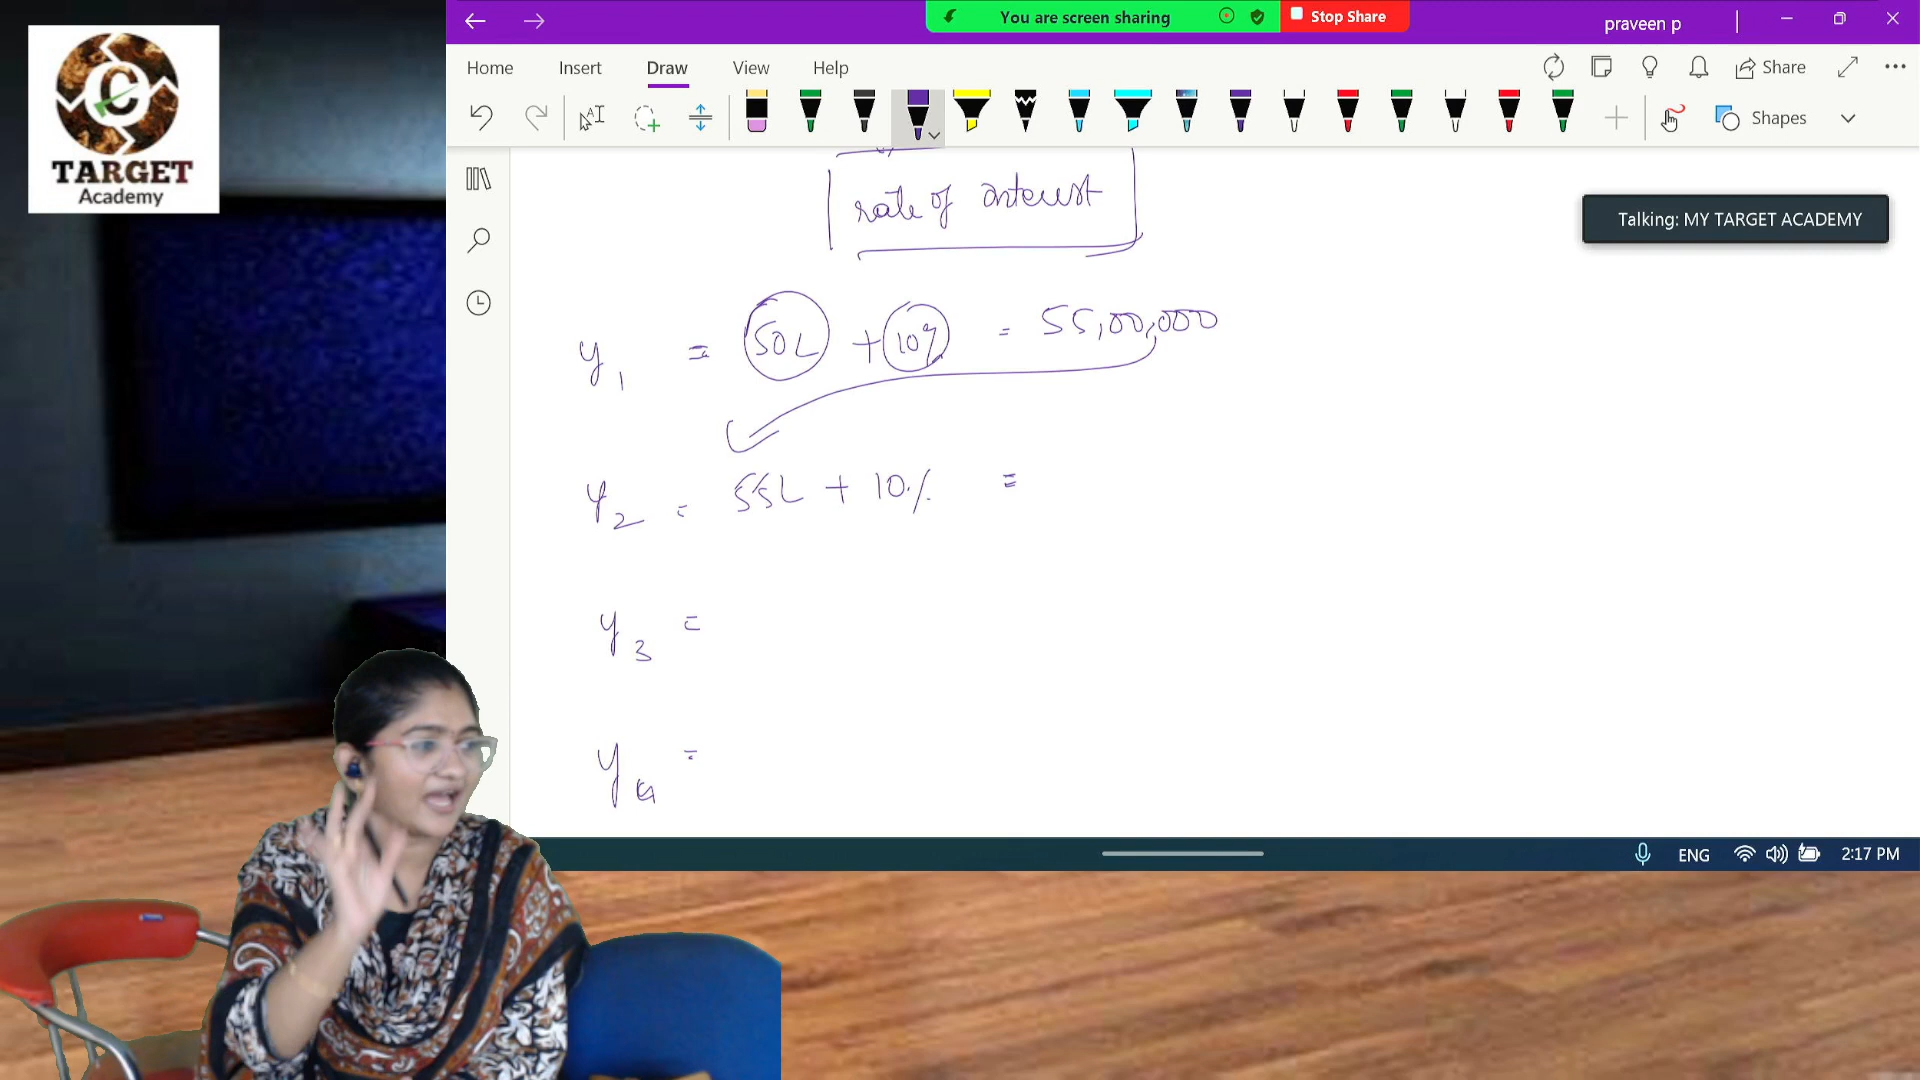 TARGET
Academy
You are screen sharing
Stop Share
praveen p
Home Insert Draw View Help
Share
Shapes
rate of interest
Talking: MY TARGET ACADEMY
y1 = 50L + 10% = 55,00,000
y2 = 55L + 10% =
y3 =
y4 =
ENG
2:17 PM